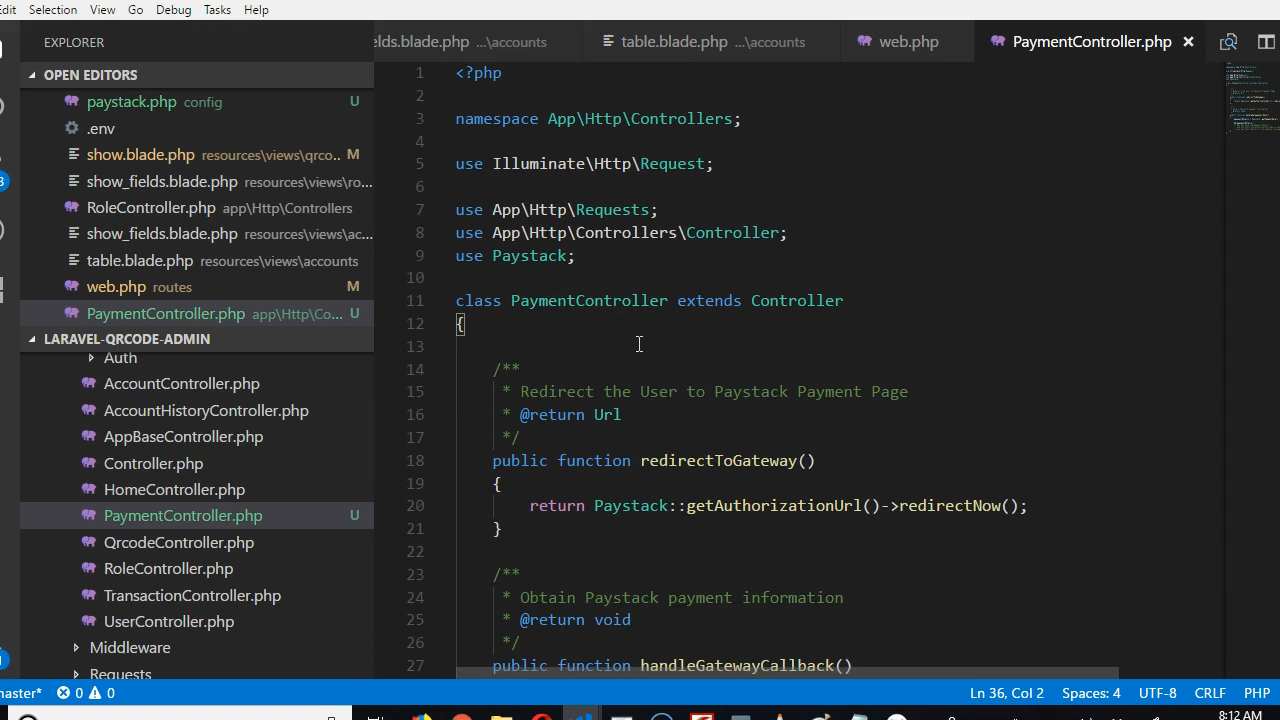 Edit Selection View Go Debug Tasks Help
EXPLORER
elds.blade.php ...\accounts
table.blade.php ...\accounts
web.php
PaymentController.php
OPEN EDITORS
paystack.php config U
.env
show.blade.php resources\views\qrco... M
show_fields.blade.php resources\views\ro...
RoleController.php app\Http\Controllers
show_fields.blade.php resources\views\ac...
table.blade.php resources\views\accounts
web.php routes M
PaymentController.php app\Http\Co... U
LARAVEL-QRCODE-ADMIN
Auth
AccountController.php
AccountHistoryController.php
AppBaseController.php
Controller.php
HomeController.php
PaymentController.php U
QrcodeController.php
RoleController.php
TransactionController.php
UserController.php
Middleware
Requests
1 <?php
2
3 namespace App\Http\Controllers;
4
5 use Illuminate\Http\Request;
6
7 use App\Http\Requests;
8 use App\Http\Controllers\Controller;
9 use Paystack;
10
11 class PaymentController extends Controller
12 {
13
14 /**
15 * Redirect the User to Paystack Payment Page
16 * @return Url
17 */
18 public function redirectToGateway()
19 {
20 return Paystack::getAuthorizationUrl()->redirectNow();
21 }
22
23 /**
24 * Obtain Paystack payment information
25 * @return void
26 */
27 public function handleGatewayCallback()
master* 0 0 Ln 36, Col 2 Spaces: 4 UTF-8 CRLF PHP
8:12 AM